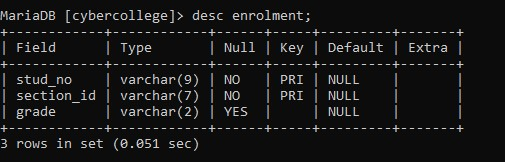 MariaDB [cybercollege]> desc enrolment;
+------------+------------+------+-----+---------+-------+
| Field      | Type       | Null | Key | Default | Extra |
+------------+------------+------+-----+---------+-------+
| stud_no    | varchar(9) | NO   | PRI | NULL    |       |
| section_id | varchar(7) | NO   | PRI | NULL    |       |
| grade      | varchar(2) | YES  |     | NULL    |       |
+------------+------------+------+-----+---------+-------+
3 rows in set (0.051 sec)